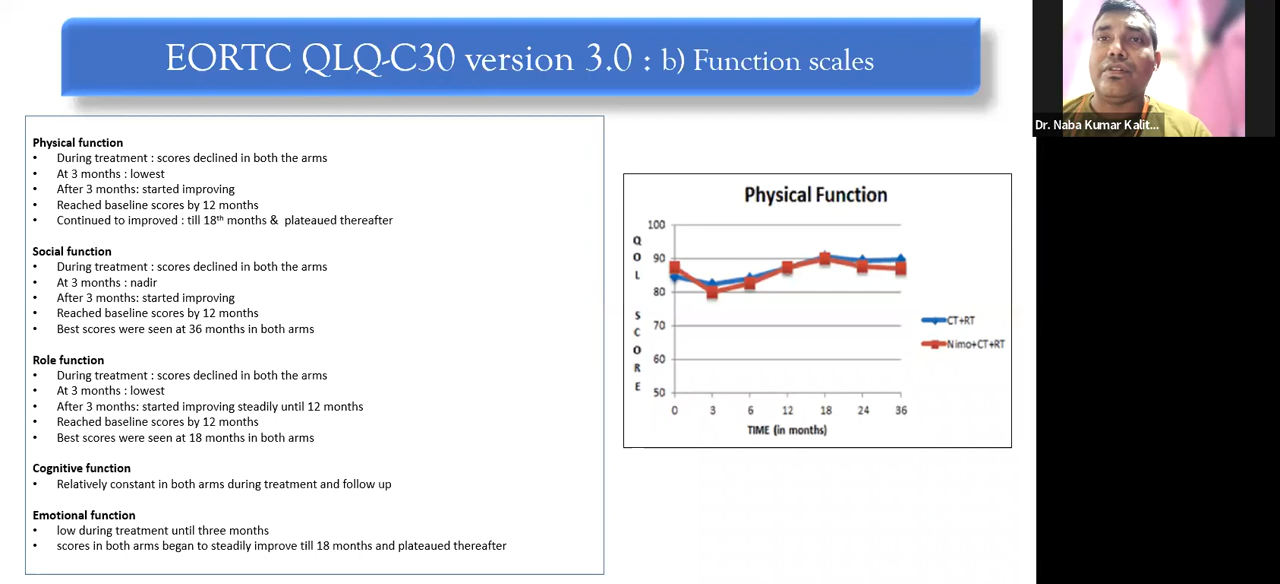 EORTC QLQ-C30 version 3.0 : b) Function scales
Dr. Naba Kumar Kalit...
Physical function
• During treatment : scores declined in both the arms
• At 3 months : lowest
• After 3 months: started improving
• Reached baseline scores by 12 months
• Continued to improved : till 18th months & plateaued thereafter
Social function
• During treatment : scores declined in both the arms
• At 3 months : nadir
• After 3 months: started improving
• Reached baseline scores by 12 months
• Best scores were seen at 36 months in both arms
Role function
• During treatment : scores declined in both the arms
• At 3 months : lowest
• After 3 months: started improving steadily until 12 months
• Reached baseline scores by 12 months
• Best scores were seen at 18 months in both arms
Cognitive function
• Relatively constant in both arms during treatment and follow up
Emotional function
• low during treatment until three months
• scores in both arms began to steadily improve till 18 months and plateaued thereafter
Physical Function
QOL SCORE
100
90
80
70
60
50
0 3 6 12 18 24 36
TIME (in months)
CT+RT
Nimo+CT+RT